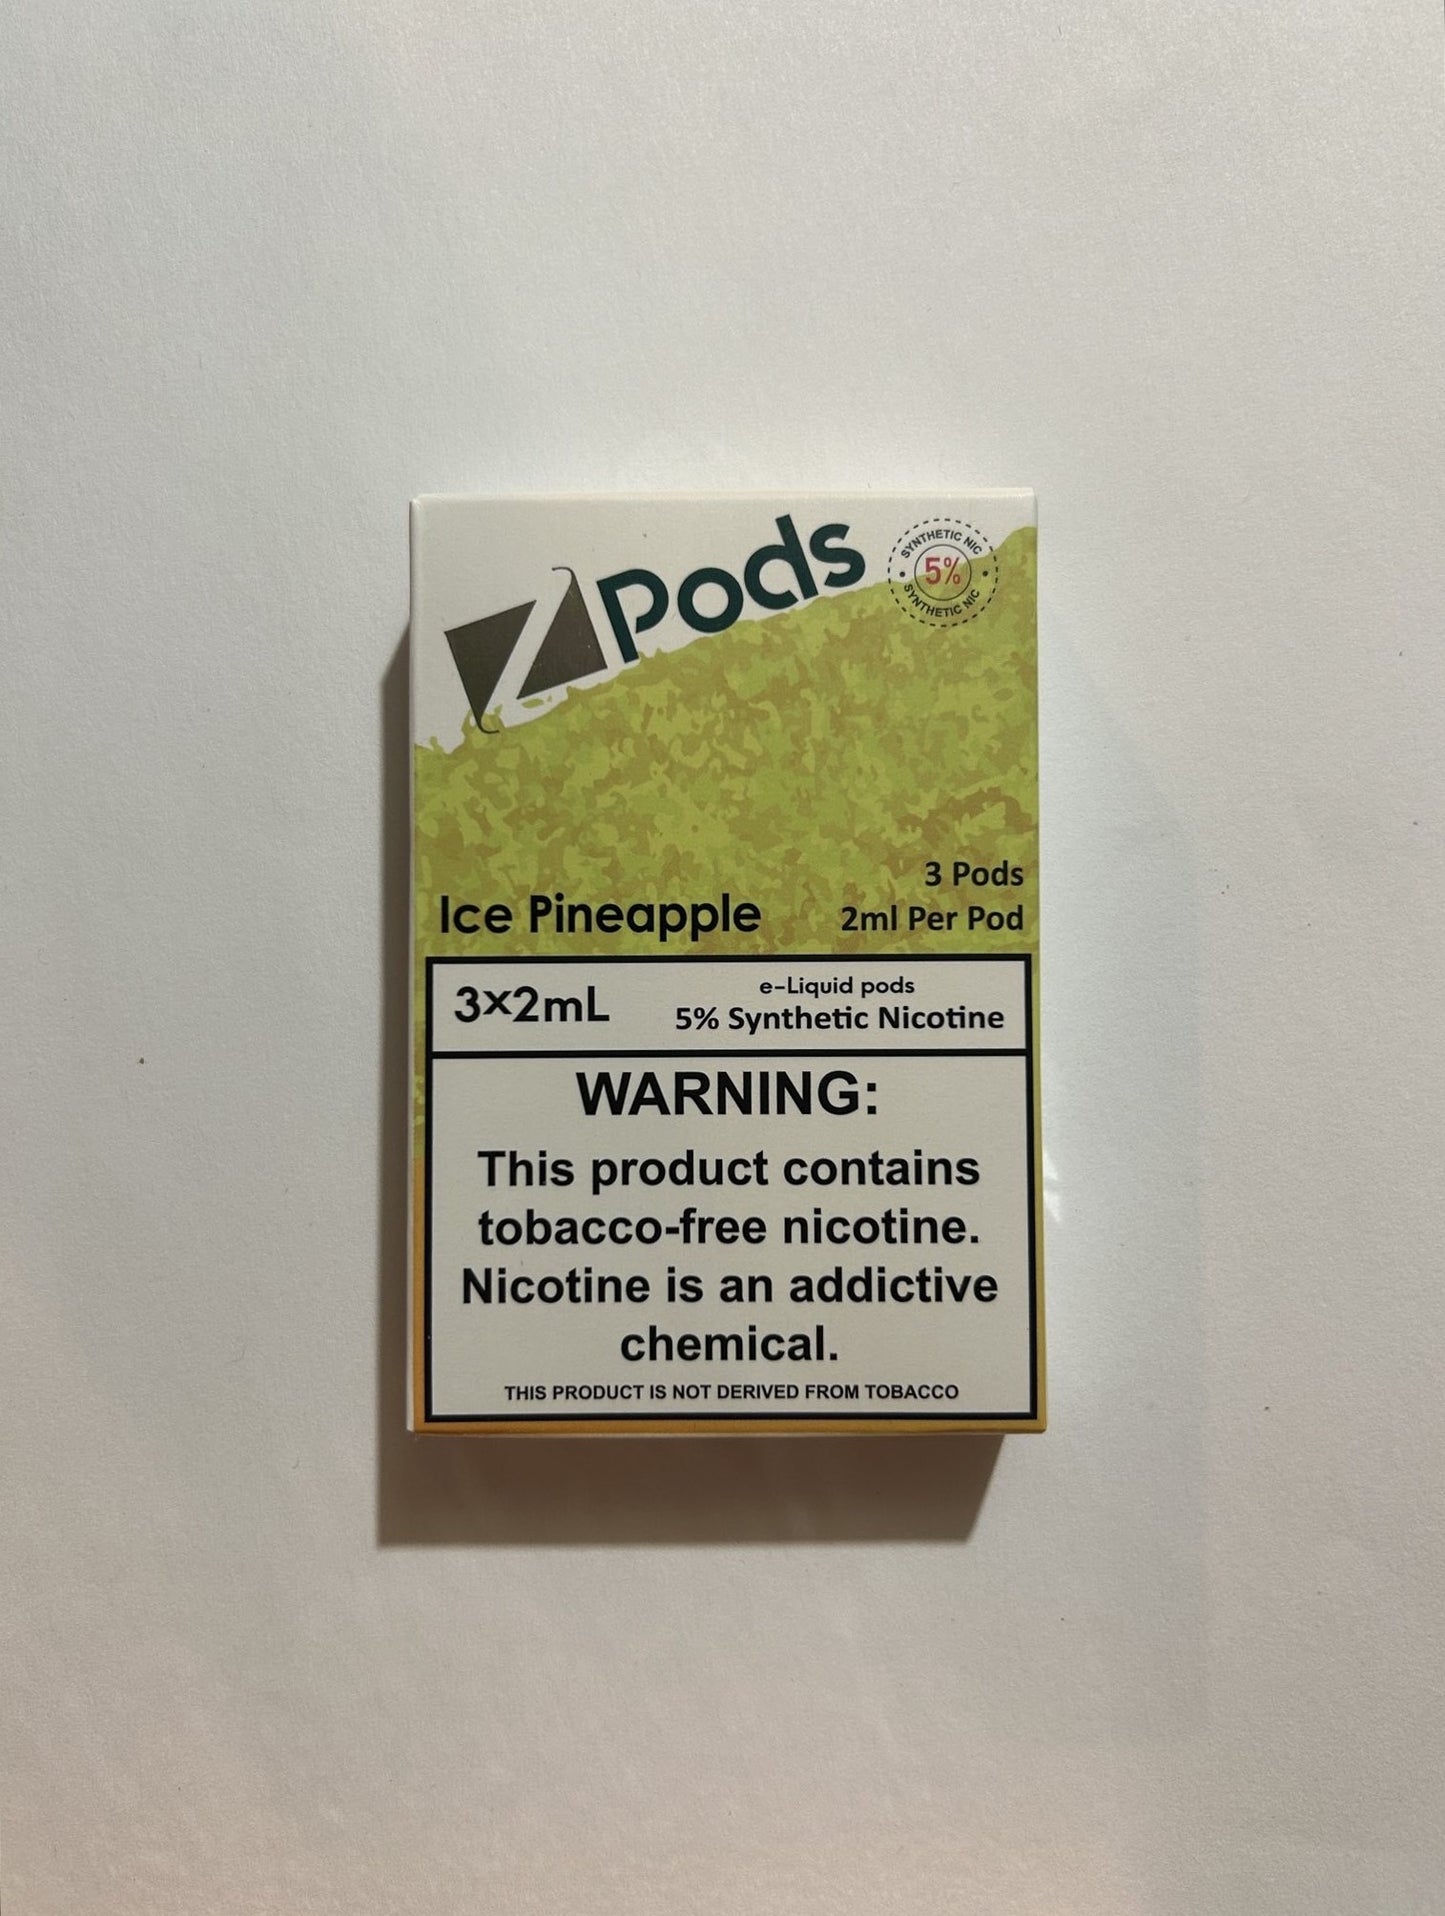 Z Pods
SYNTHETIC NIC
5%
SYNTHETIC NIC
Ice Pineapple
3 Pods
2ml Per Pod
3×2mL
e-Liquid pods
5% Synthetic Nicotine
WARNING:
This product contains
tobacco-free nicotine.
Nicotine is an addictive
chemical.
THIS PRODUCT IS NOT DERIVED FROM TOBACCO